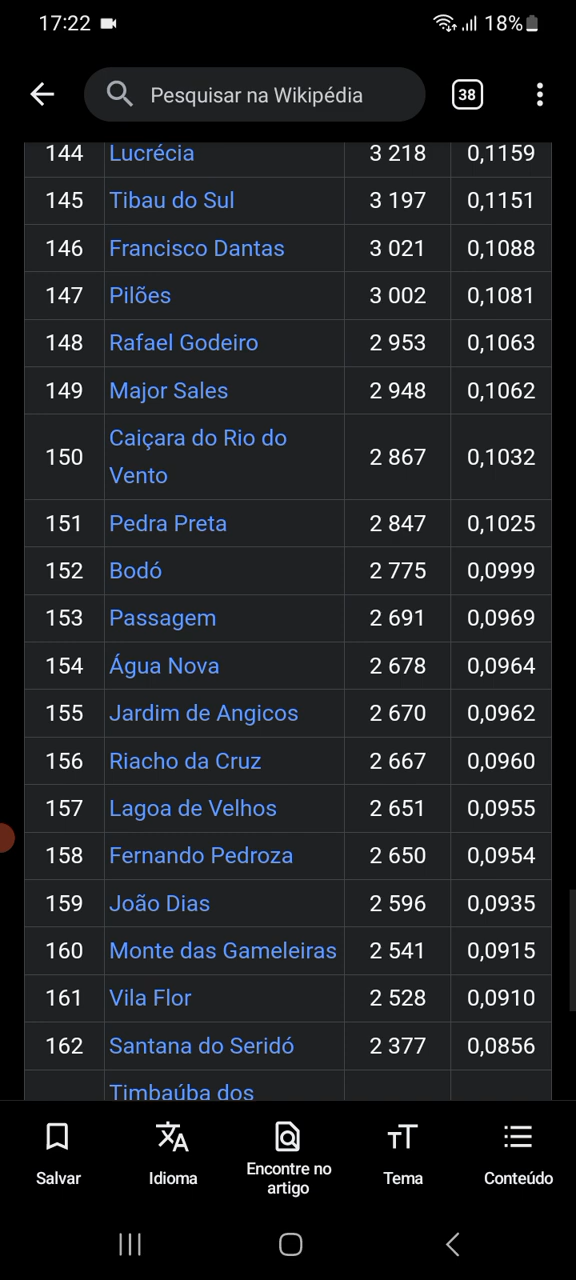 17:22 18%
Pesquisar na Wikipédia 38
144 Lucrécia 3 218 0,1159
145 Tibau do Sul 3 197 0,1151
146 Francisco Dantas 3 021 0,1088
147 Pilões 3 002 0,1081
148 Rafael Godeiro 2 953 0,1063
149 Major Sales 2 948 0,1062
150 Caiçara do Rio do
Vento 2 867 0,1032
151 Pedra Preta 2 847 0,1025
152 Bodó 2 775 0,0999
153 Passagem 2 691 0,0969
154 Água Nova 2 678 0,0964
155 Jardim de Angicos 2 670 0,0962
156 Riacho da Cruz 2 667 0,0960
157 Lagoa de Velhos 2 651 0,0955
158 Fernando Pedroza 2 650 0,0954
159 João Dias 2 596 0,0935
160 Monte das Gameleiras 2 541 0,0915
161 Vila Flor 2 528 0,0910
162 Santana do Seridó 2 377 0,0856
Timbaúba dos
Salvar
Idioma
Encontre no
artigo
Tema
Conteúdo